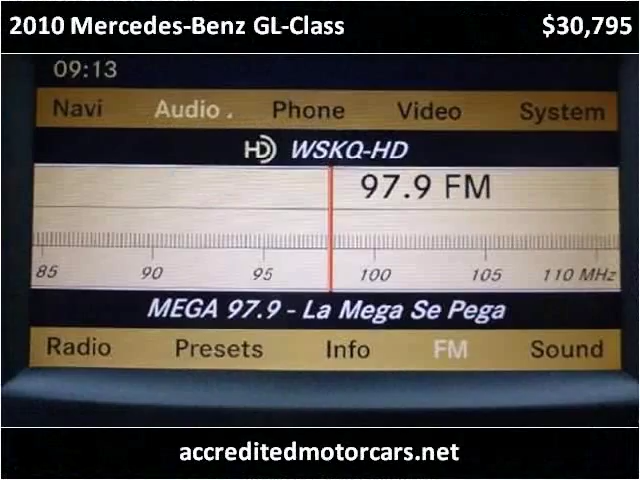 2010 Mercedes-Benz GL-Class $30,795
09:13
Navi Audio Phone Video System
HD WSKQ-HD
97.9 FM
85 90 95 100 105 110 MHz
MEGA 97.9 - La Mega Se Pega
Radio Presets Info FM Sound
accreditedmotorcars.net